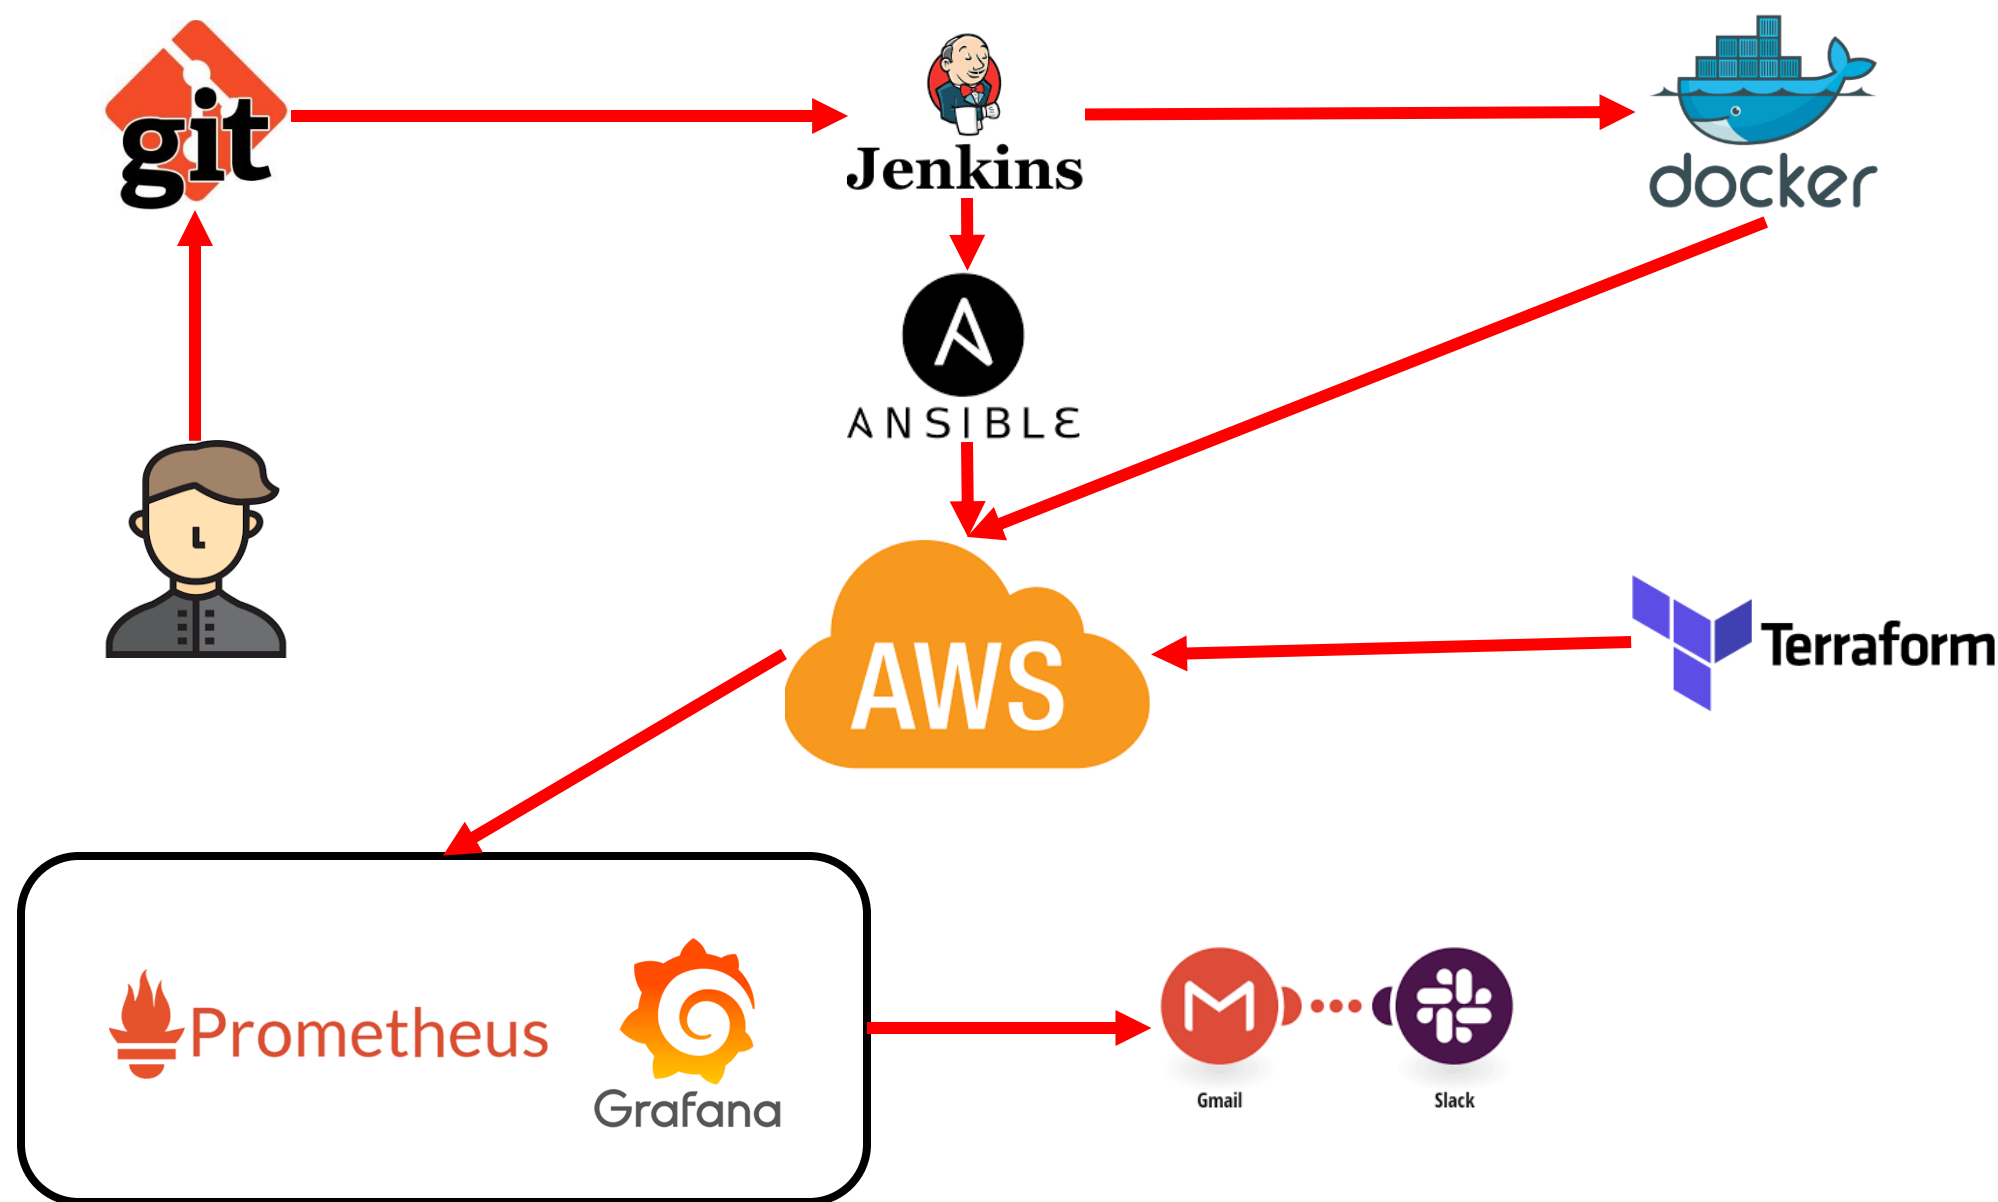 git
Jenkins
docker
ANSIBLE
AWS
Terraform
Prometheus
Grafana
Gmail
Slack